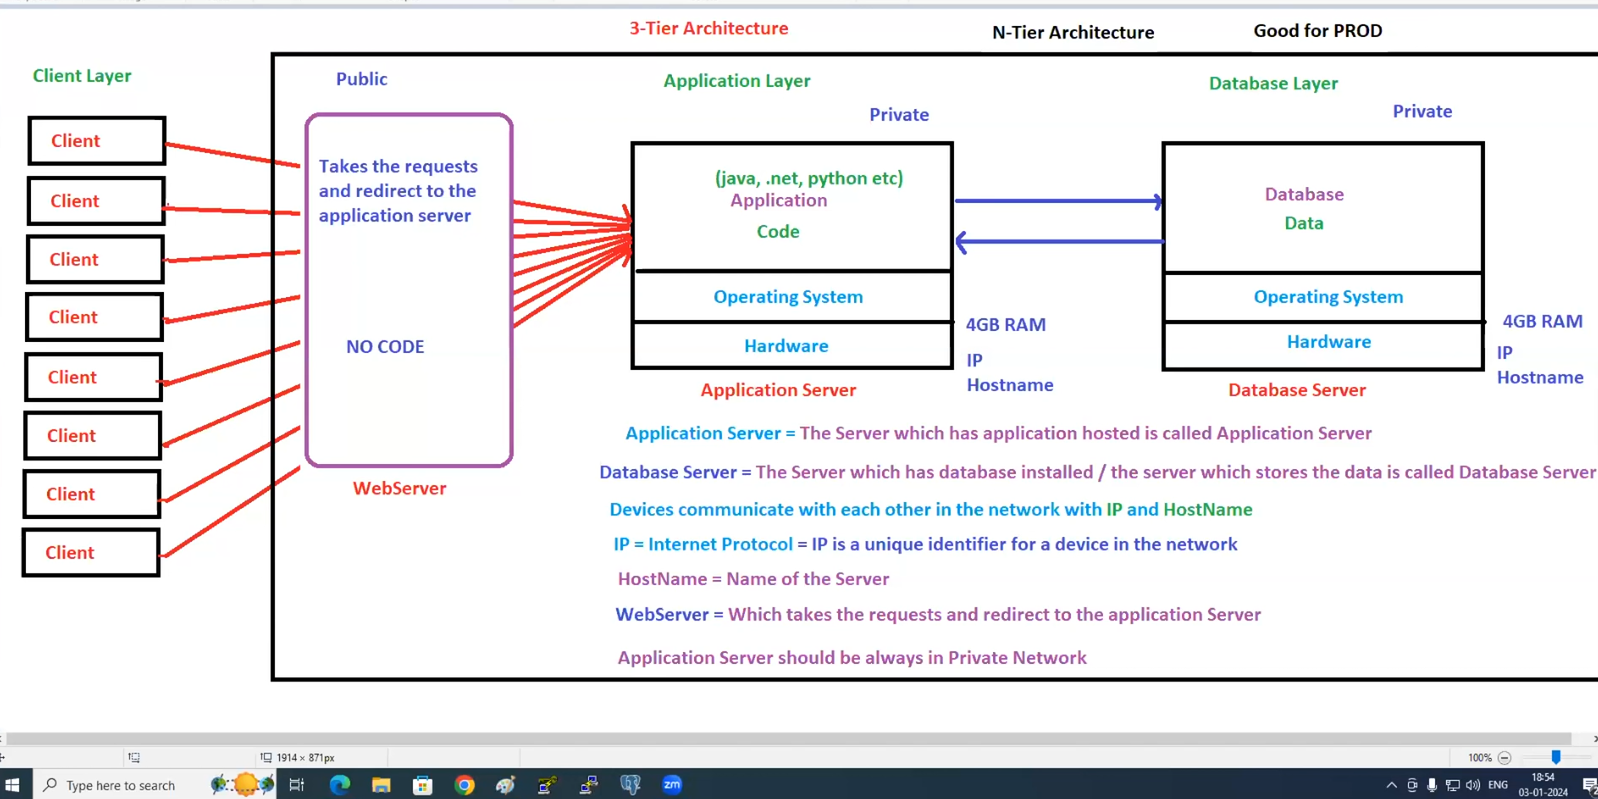 3-Tier Architecture
N-Tier Architecture
Good for PROD
Client Layer
Public
Application Layer
Database Layer
Private
Private
Client
Client
Client
Client
Client
Client
Client
Client
Takes the requests
and redirect to the
application server
NO CODE
WebServer
(java, .net, python etc)
Application
Code
Operating System
Hardware
Application Server
4GB RAM
IP
Hostname
Database
Data
Operating System
Hardware
Database Server
4GB RAM
IP
Hostname
Application Server = The Server which has application hosted is called Application Server
Database Server = The Server which has database installed / the server which stores the data is called Database Server
Devices communicate with each other in the network with IP and HostName
IP = Internet Protocol = IP is a unique identifier for a device in the network
HostName = Name of the Server
WebServer = Which takes the requests and redirect to the application Server
Application Server should be always in Private Network
1914 × 871px
100%
Type here to search
zm
ENG
18:54
03-01-2024